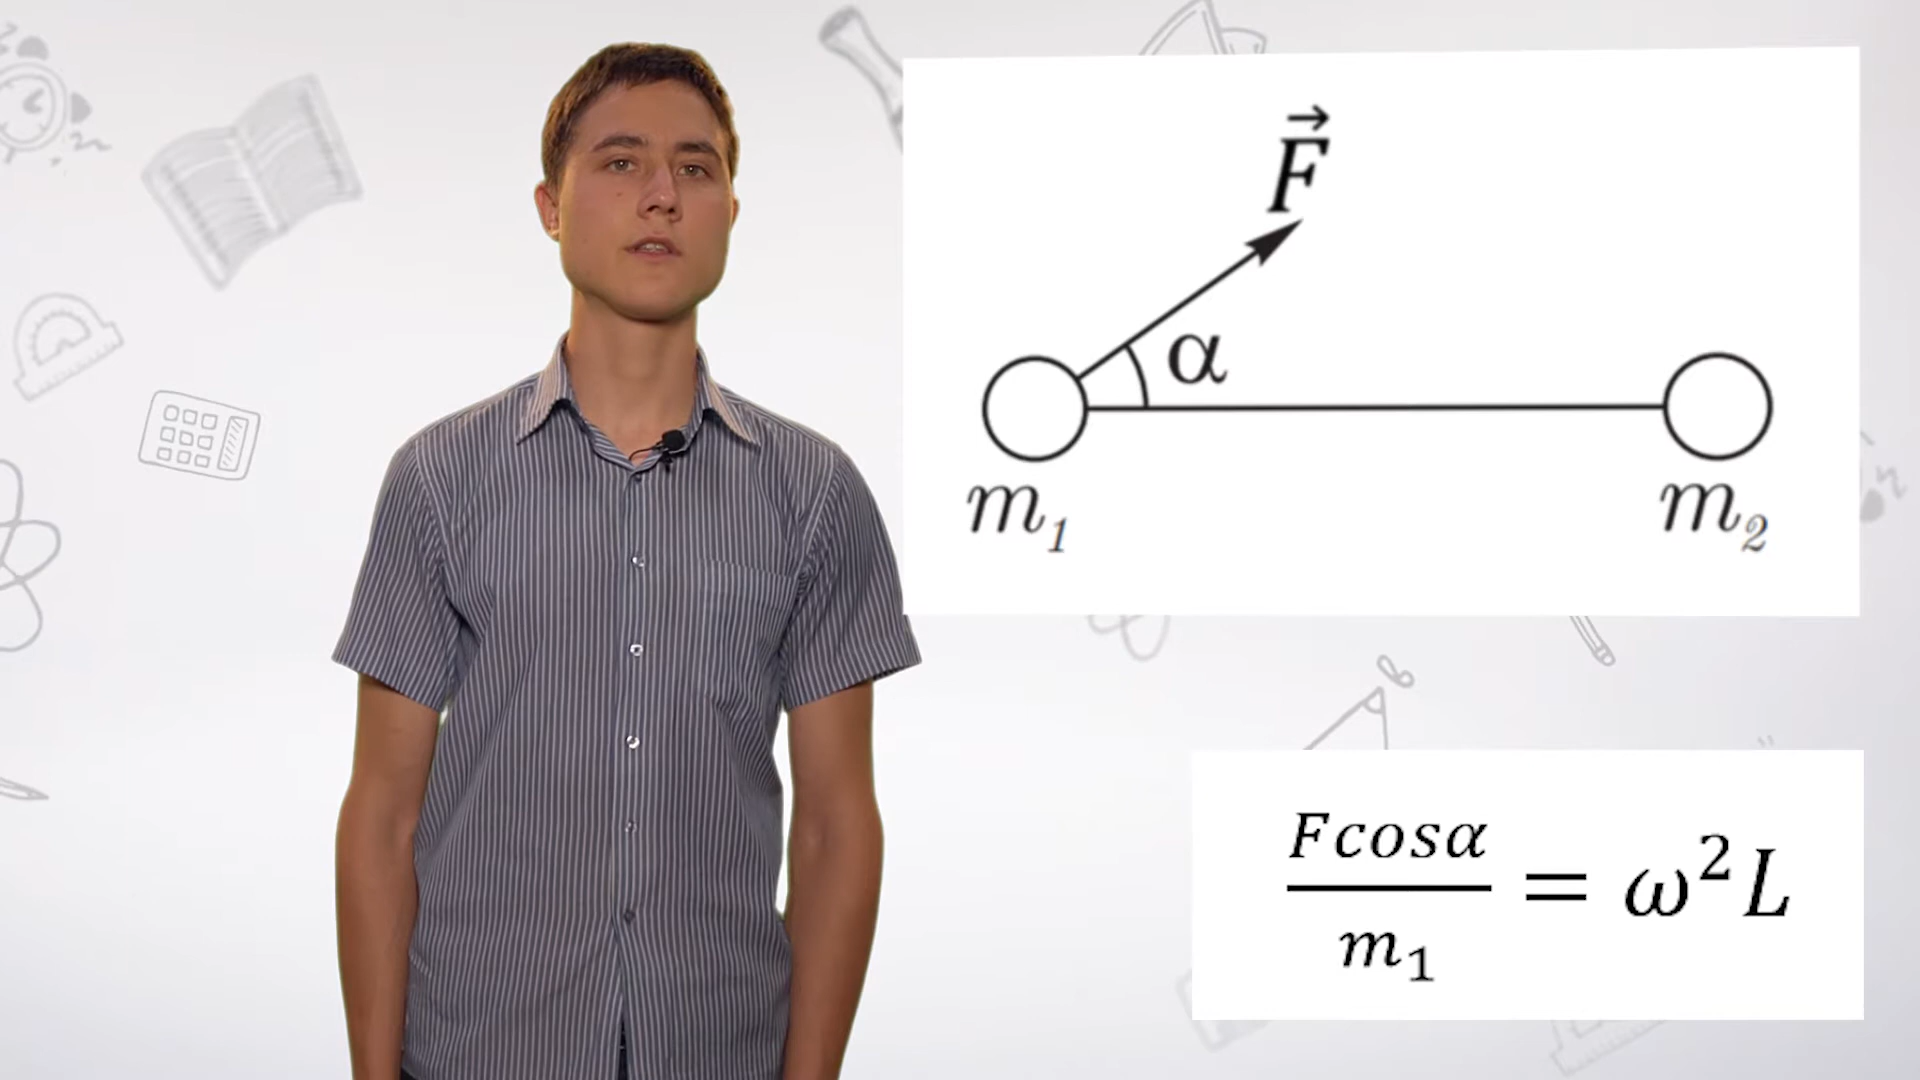 F⃗
α
m₁
m₂
Fcosα / m₁ = ω²L